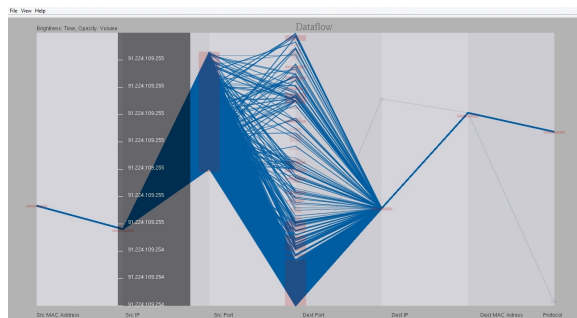 File View Help
Brightness: Time, Opacity: Volume
Dataflow
91.224.109.255
91.224.109.255
91.224.109.255
91.224.109.255
91.224.109.255
91.224.109.255
91.224.109.255
91.224.109.254
91.224.109.254
91.224.109.254
Src MAC Address Src IP Src Port Dest Port Dest IP Dest MAC Adress Protocol